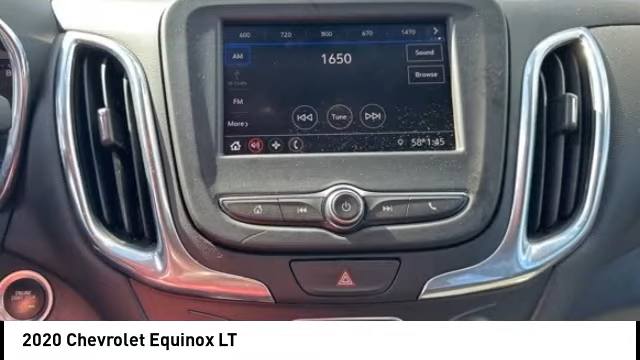 600 720 800 670 1470
AM
1650
Sound
Browse
FM
Tune
More
58° 1:45
ENGINE
2020 Chevrolet Equinox LT